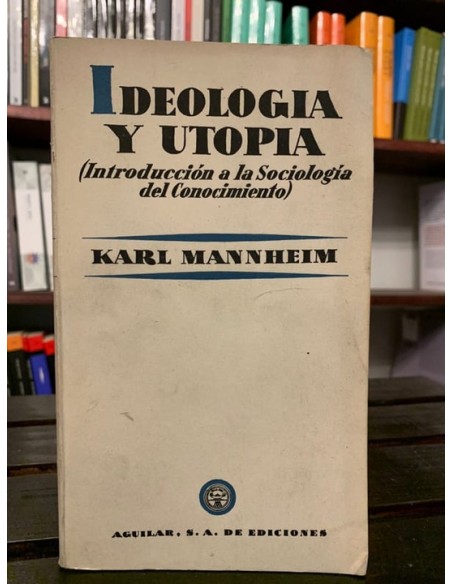 IDEOLOGIA
Y UTOPIA
(Introducción a la Sociología
del Conocimiento)
KARL MANNHEIM
AGUILAR, S. A. DE EDICIONES